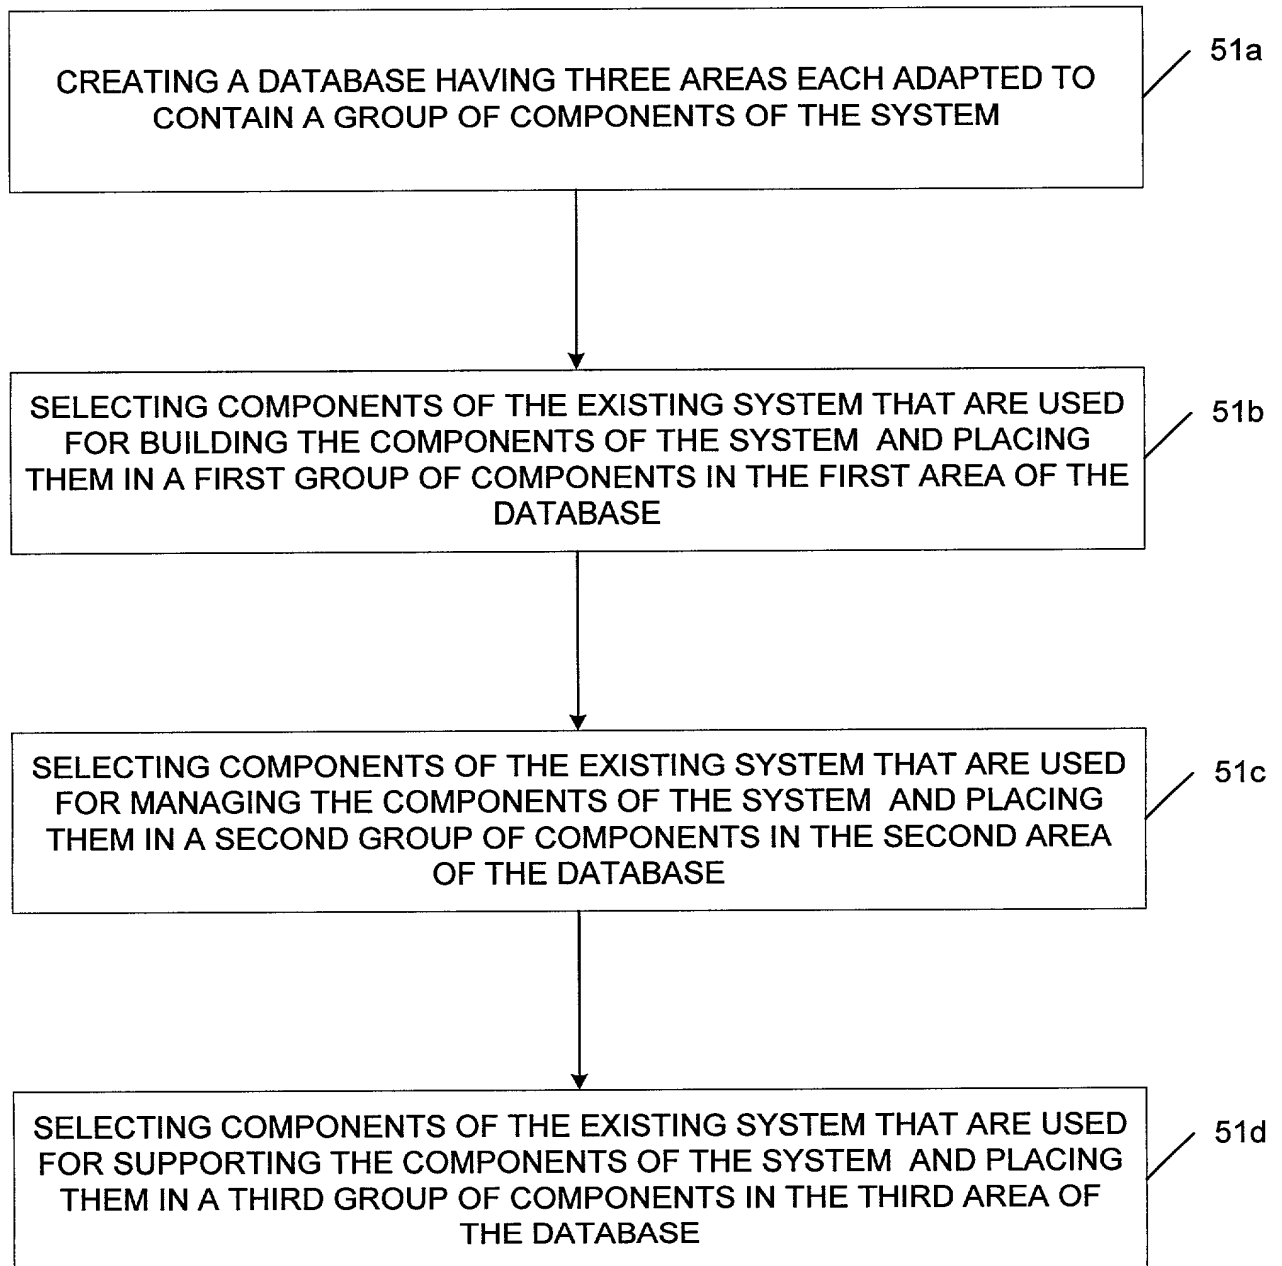 51a
CREATING A DATABASE HAVING THREE AREAS EACH ADAPTED TO
CONTAIN A GROUP OF COMPONENTS OF THE SYSTEM
51b
SELECTING COMPONENTS OF THE EXISTING SYSTEM THAT ARE USED
FOR BUILDING THE COMPONENTS OF THE SYSTEM AND PLACING
THEM IN A FIRST GROUP OF COMPONENTS IN THE FIRST AREA OF THE
DATABASE
51c
SELECTING COMPONENTS OF THE EXISTING SYSTEM THAT ARE USED
FOR MANAGING THE COMPONENTS OF THE SYSTEM AND PLACING
THEM IN A SECOND GROUP OF COMPONENTS IN THE SECOND AREA
OF THE DATABASE
51d
SELECTING COMPONENTS OF THE EXISTING SYSTEM THAT ARE USED
FOR SUPPORTING THE COMPONENTS OF THE SYSTEM AND PLACING
THEM IN A THIRD GROUP OF COMPONENTS IN THE THIRD AREA OF
THE DATABASE